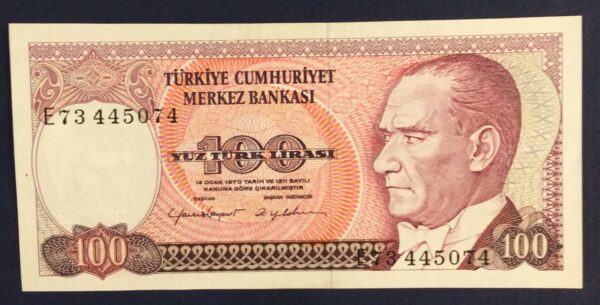 TÜRKİYE CUMHURİYET
MERKEZ BANKASI
E73 445074
100
YÜZ TÜRK LİRASI
14 OCAK 1970 TARİH VE 1211 SAYILI
KANUNA GÖRE ÇIKARILMIŞTIR
BAŞKAN BAŞKAN YARDIMCISI
E73 445074
100
100